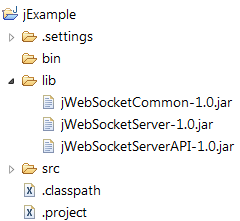 jExample
.settings
bin
lib
jWebSocketCommon-1.0.jar
jWebSocketServer-1.0.jar
jWebSocketServerAPI-1.0.jar
src
.classpath
.project